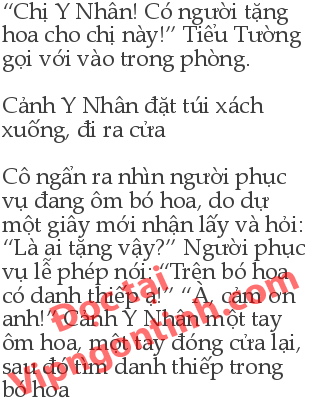 “Chị Y Nhân! Có người tặng
hoa cho chị này!” Tiểu Tường
gọi với vào trong phòng.
Cảnh Y Nhân đặt túi xách
xuống, đi ra cửa
Cô ngẩn ra nhìn người phục
vụ đang ôm bó hoa, do dự
một giây mới nhận lấy và hỏi:
“Là ai tặng vậy?” Người phục
vụ lễ phép nói: “Trên bó hoa
có danh thiếp ạ!” “À, cảm ơn
anh!” Cảnh Y Nhân một tay
ôm hoa, một tay đóng cửa lại,
sau đó tìm danh thiếp trong
bó hoa
Đọc tại
Vipngontinh.com